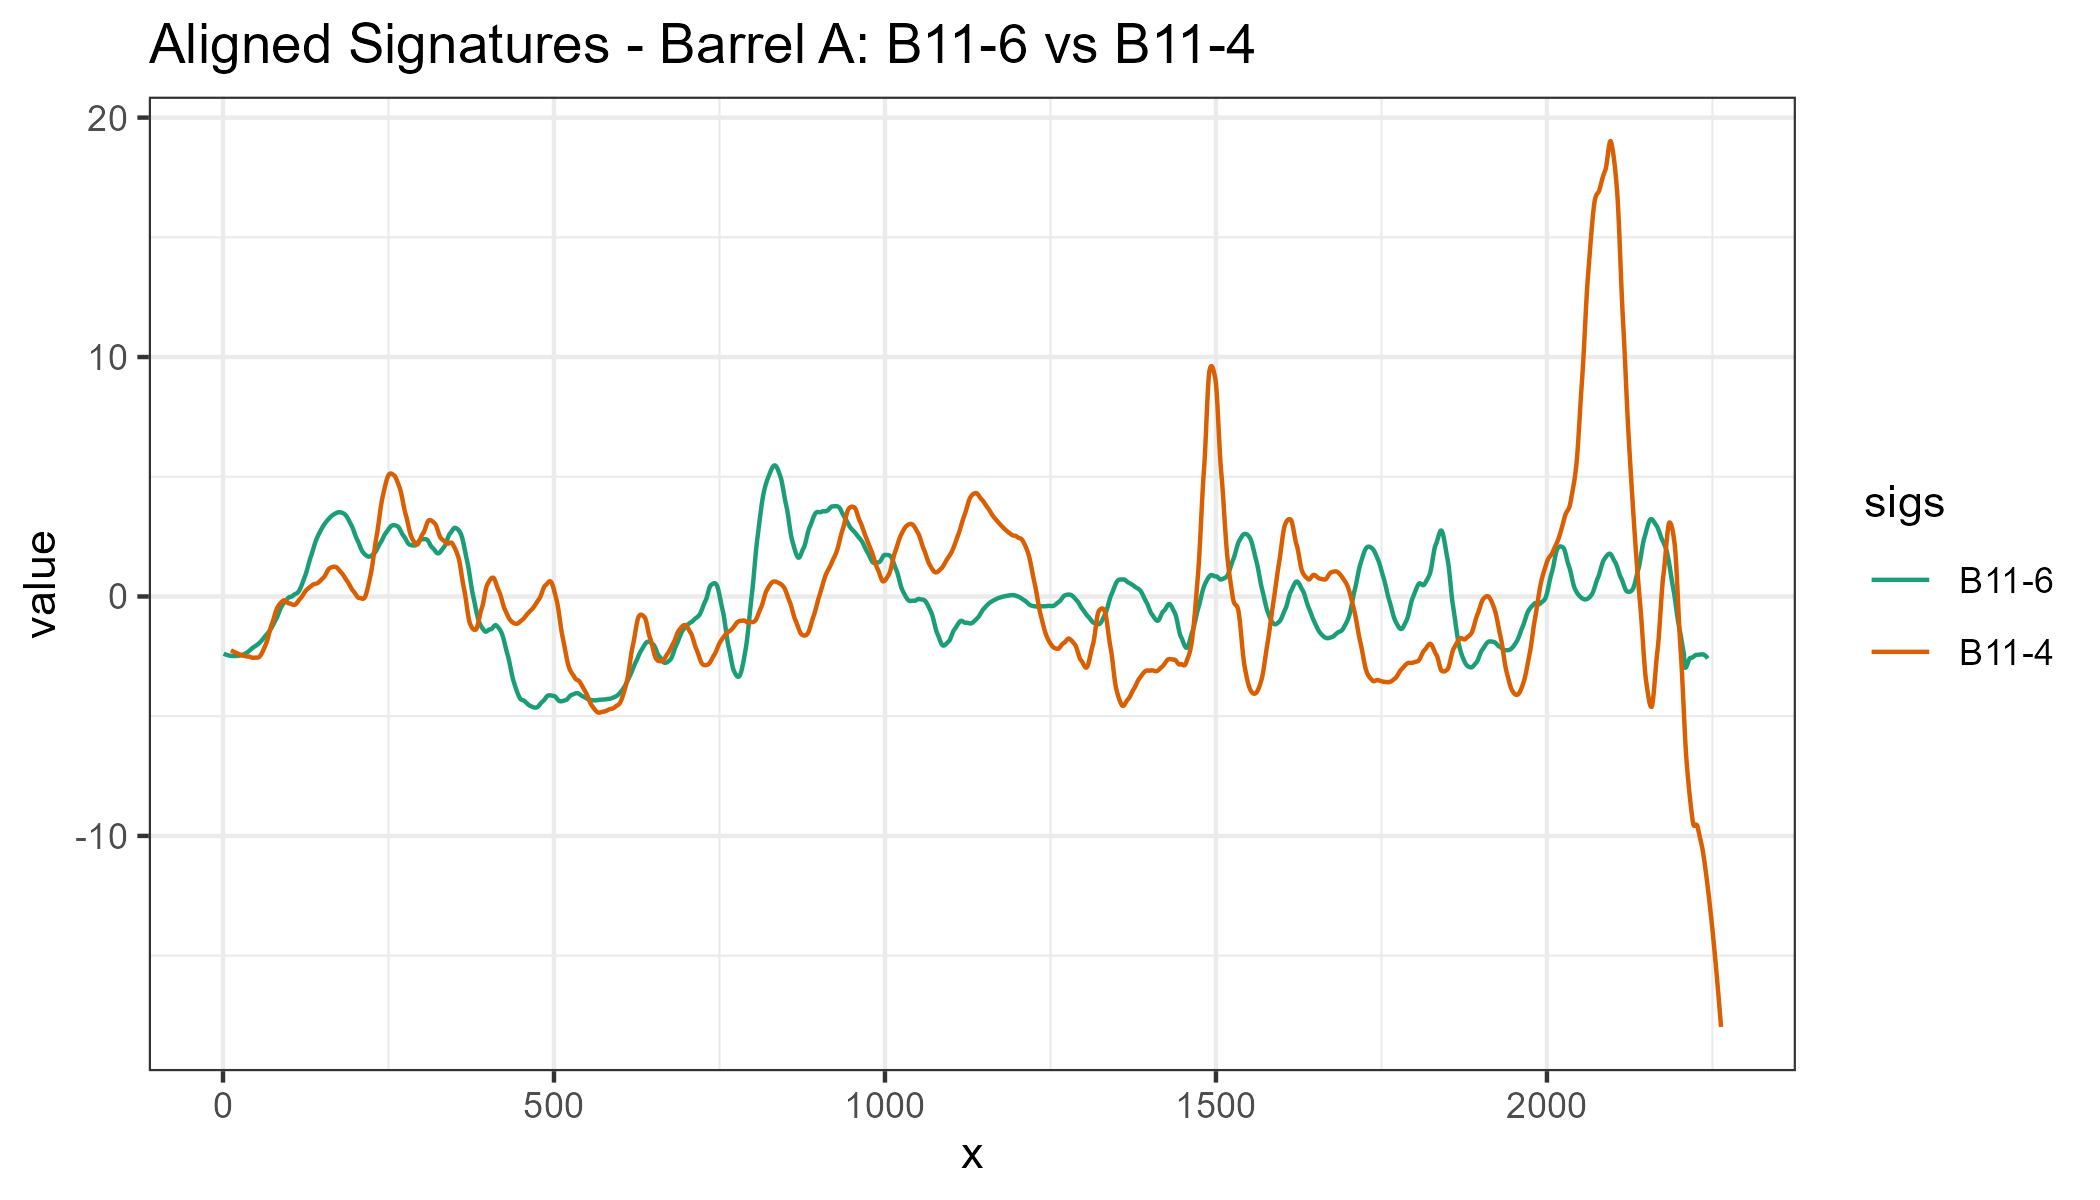 Aligned Signatures - Barrel A: B11-6 vs B11-4
value
20
10
0
-10
0 500 1000 1500 2000
x
sigs
B11-6
B11-4